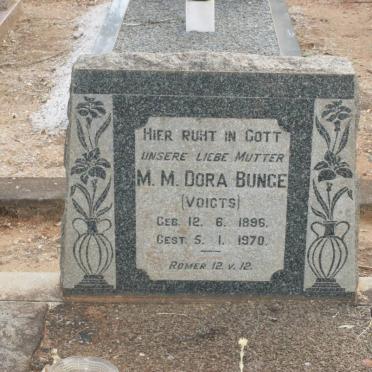 HIER RUHT IN GOTT
UNSERE LIEBE MUTTER
M. M. DORA BUNGE
(VOIGTS)
GEB. 12. 6. 1896.
GEST. 5. 1. 1970.
RÖMER 12. V. 12.